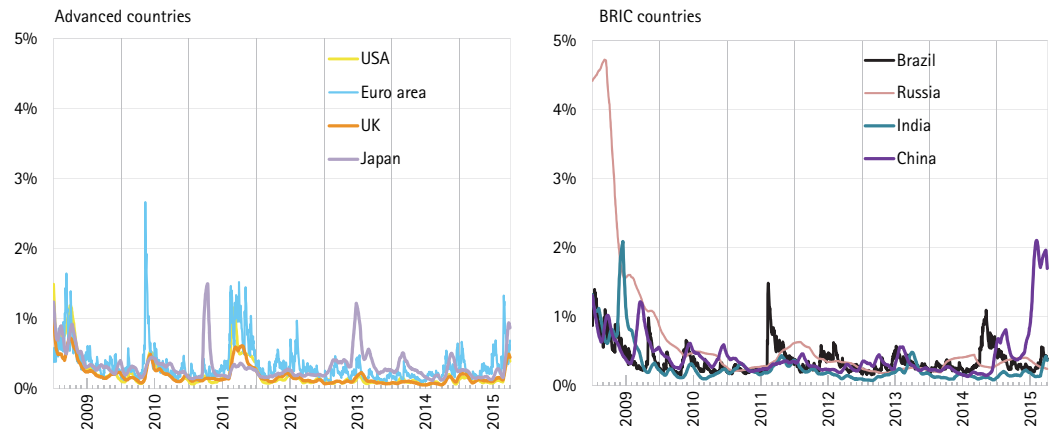 Advanced countries
5%
4%
3%
2%
1%
0%
USA
Euro area
UK
Japan
2009
2010
2011
2012
2013
2014
2015
BRIC countries
5%
4%
3%
2%
1%
0%
Brazil
Russia
India
China
2009
2010
2011
2012
2013
2014
2015